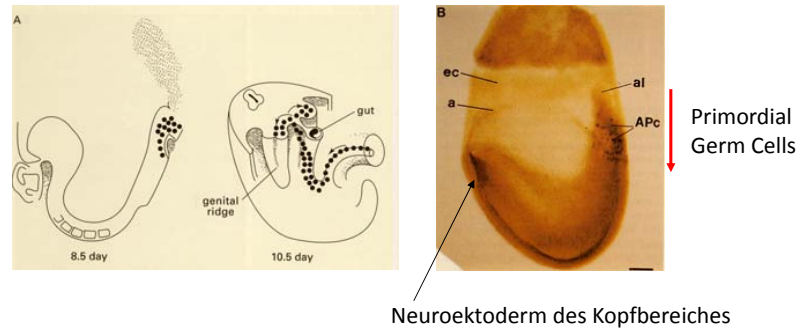 A
gut
genital
ridge
8.5 day
10.5 day
B
ec
al
a
APc
Primordial
Germ Cells
Neuroektoderm des Kopfbereiches